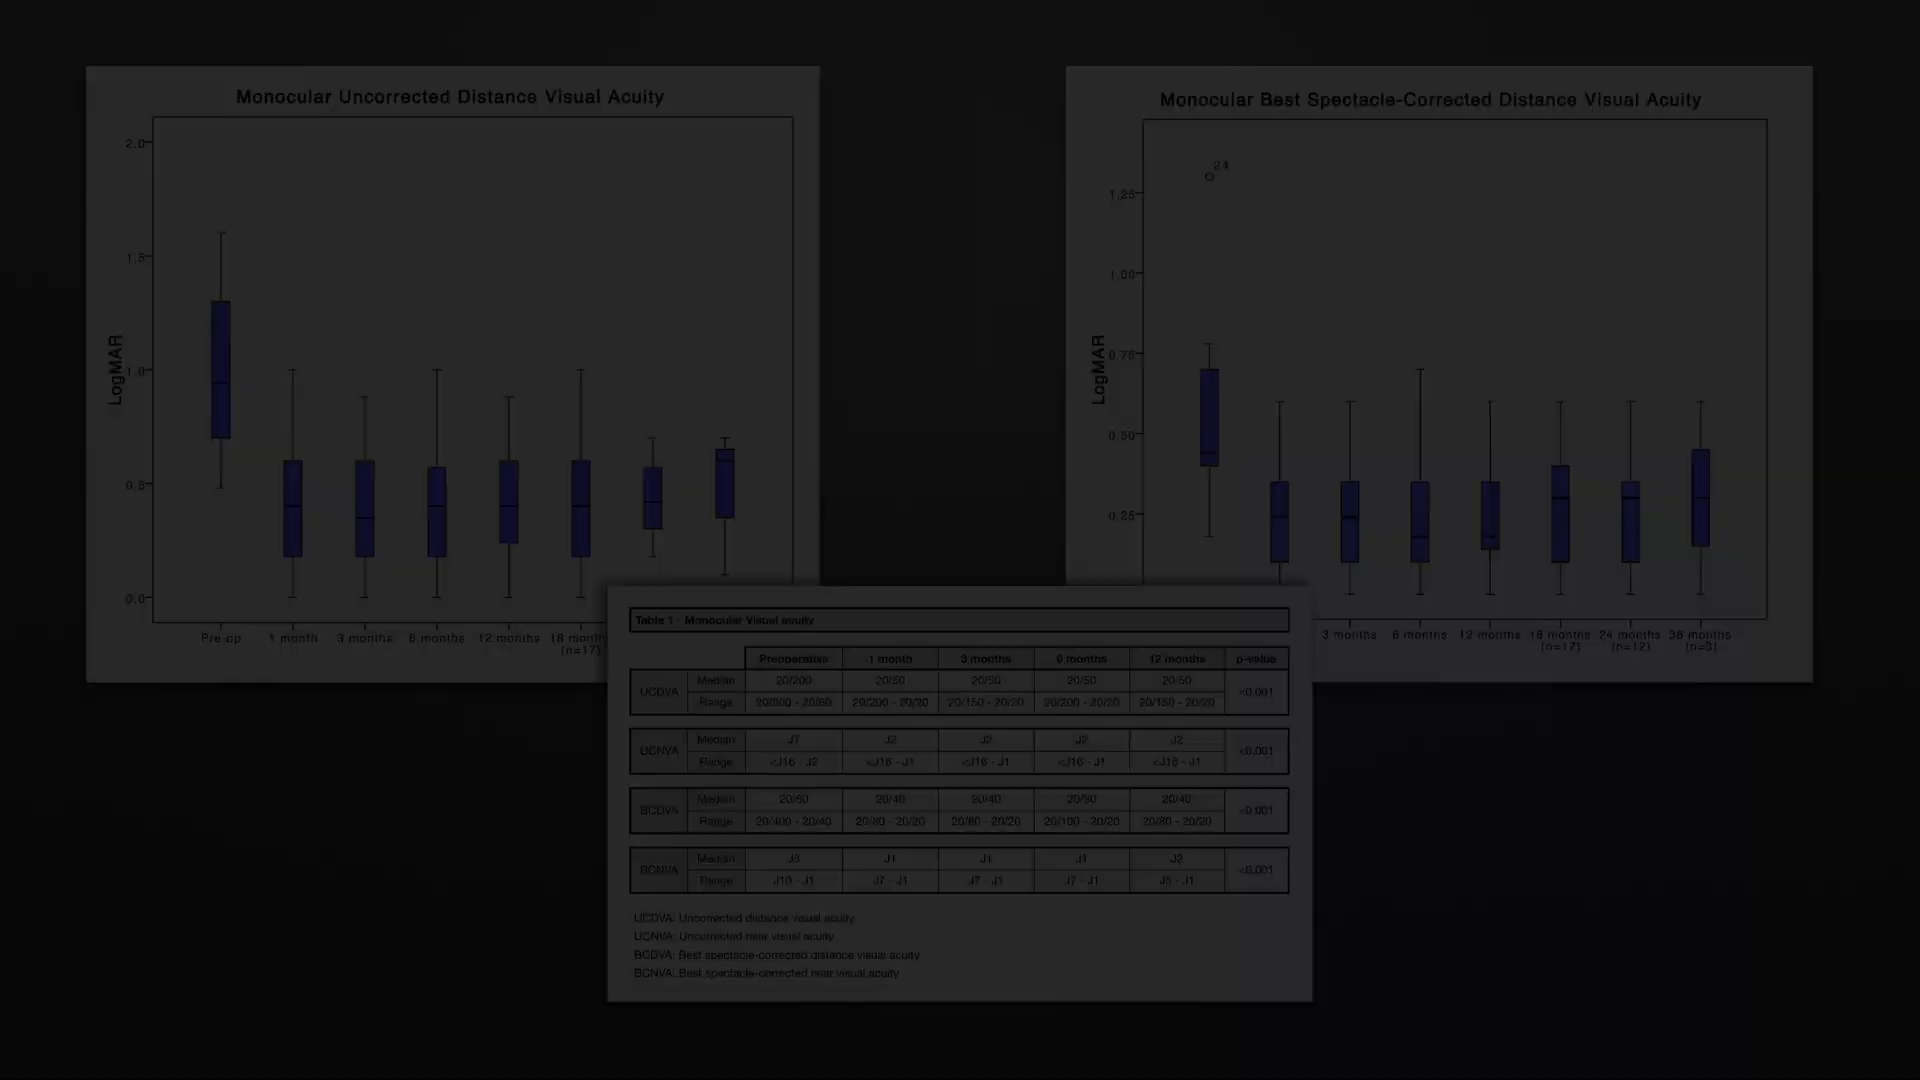 Monocular Uncorrected Distance Visual Acuity
2.0
1.5
1.0
0.5
0.0
LogMAR
Pre-op 1 month 3 months 6 months 12 months
(n=17)
Monocular Best Spectacle-Corrected Distance Visual Acuity
24
1.25
1.00
0.75
0.50
0.25
LogMAR
3 months 6 months 12 months 18 months 24 months 36 months
(n=17) (n=12)
Table 1 - Monocular Visual acuity
Preoperative 1 month 3 months 6 months 12 months p-value
UCDVA Median 20/200 20/50 20/50 20/50 20/50 <0.001
Range 20/800 - 20/60 20/200 - 20/20 20/150 - 20/20 20/200 - 20/20 20/150 - 20/20
UCNVA Median J7 J2 J2 J2 J2 <0.001
Range <J16 - J2 <J16 - J1 <J16 - J1 <J16 - J1 <J16 - J1
BCDVA Median 20/60 20/40 20/40 20/40 <0.001
Range 20/400 - 20/40 20/80 - 20/20 20/80 - 20/20 20/100 - 20/20 20/80 - 20/20
BCNVA Median J1 J1 J1 J2 <0.001
Range J10 - J1 J7 - J1 J7 - J1 J7 - J1 J5 - J1
UCDVA: Uncorrected distance visual acuity
UCNVA: Uncorrected near visual acuity
BCDVA: Best spectacle-corrected distance visual acuity
BCNVA: Best spectacle-corrected near visual acuity